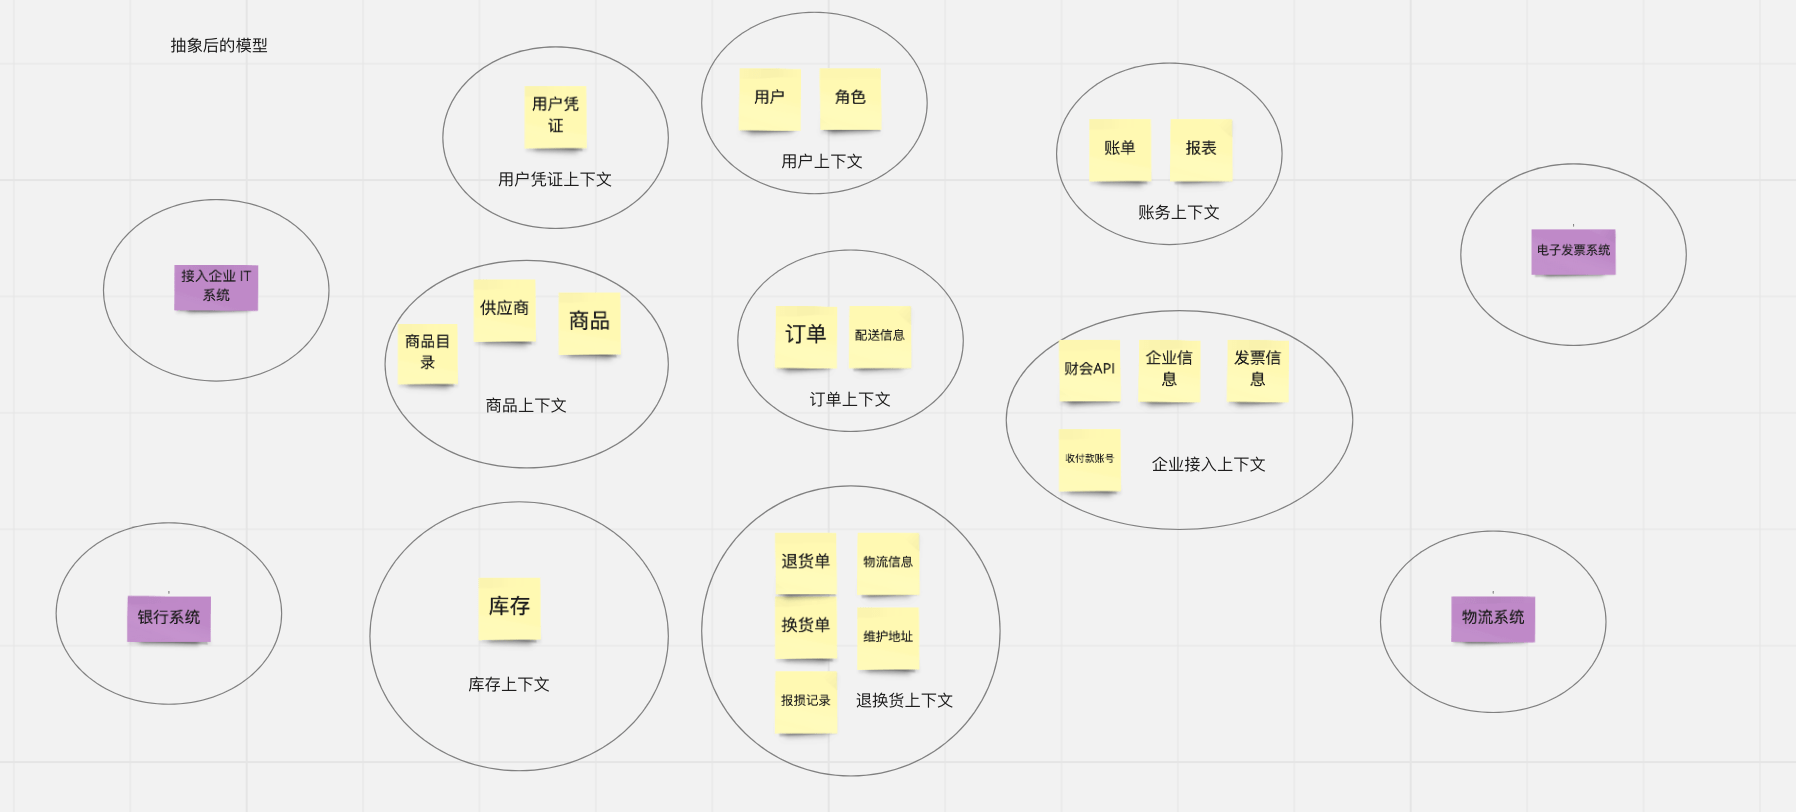 抽象后的模型
用户凭
证
用户凭证上下文
用户
角色
用户上下文
账单
报表
账务上下文
接入企业 IT
系统
电子发票系统
商品目
录
供应商
商品
商品上下文
订单
配送信息
订单上下文
财会API
企业信
息
发票信
息
收付款账号
企业接入上下文
银行系统
库存
库存上下文
退货单
物流信息
换货单
维护地址
报损记录
退换货上下文
物流系统